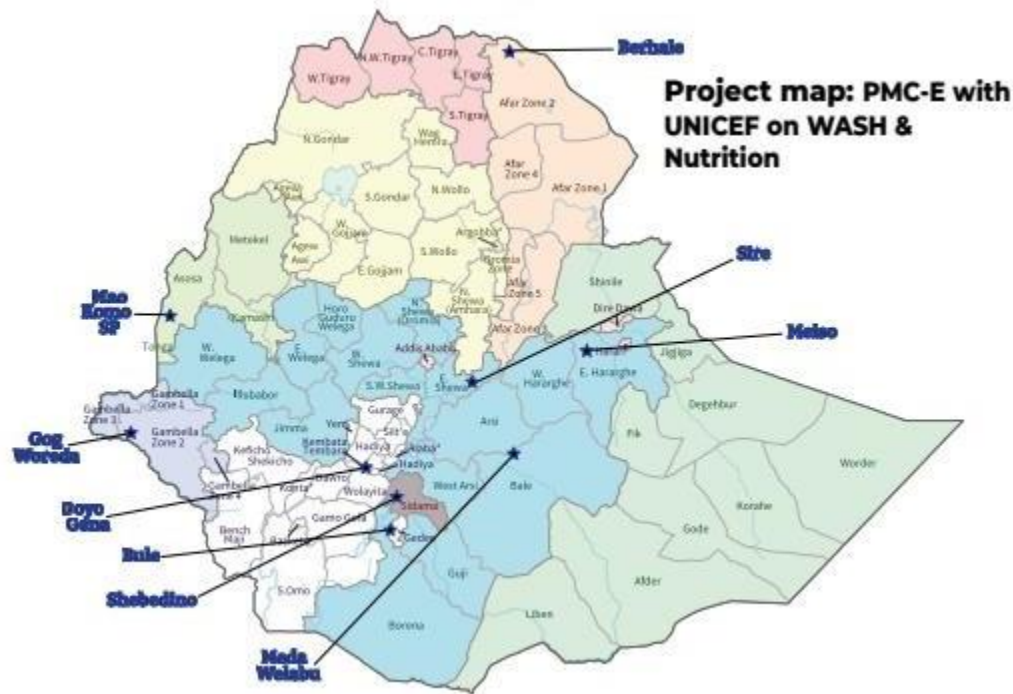 Berhale
Project map: PMC-E with
UNICEF on WASH &
Nutrition
N.W.Tigray
C.Tigray
E.Tigray
W.Tigray
S.Tigray
Afar Zone 2
N.Gondar
Wag
Hemra
Afar
Zone 4
Afar Zone 1
S.Gondar
N.Wollo
Metekel
W.
Gojjam
Agew
Awi
Argobba
S.Wollo
Oromia
Zone
E.Gojjam
Afar
Zone 5
Sire
Asosa
Shinile
N.
Shewa
(Amhara)
Mao
Komo
SP
Kamashi
Horo
Guduru
Welega
N.
Shewa
(Oromia)
Dire Dawa
Afar Zone 3
Meiso
Tongo
W.
Welega
E.
Welega
W.
Shewa
Addis Ababa
Harari
Jigjiga
E.
Shewa
W.
Hararghe
E. Hararghe
S.W.Shewa
Illubabor
Gambella
Zone 1
Degehbur
Gambella
Zone 3
Gurage
Arsi
Gambella
Zone 2
Jimma
Yem
Silt'e
Fik
Gog
Woreda
Kembata
Tembaro
Hadiya
Keficho
Shekicho
Hadiya
Worder
Dawro
Konta
Wolayita
West Arsi
Bale
Sidama
Korahe
Doyo
Gena
Gamo Gofa
Bench
Maji
Gode
Gedeo
Bule
Guji
Afder
S.Omo
Shebedino
Liben
Borena
Meda
Welabu